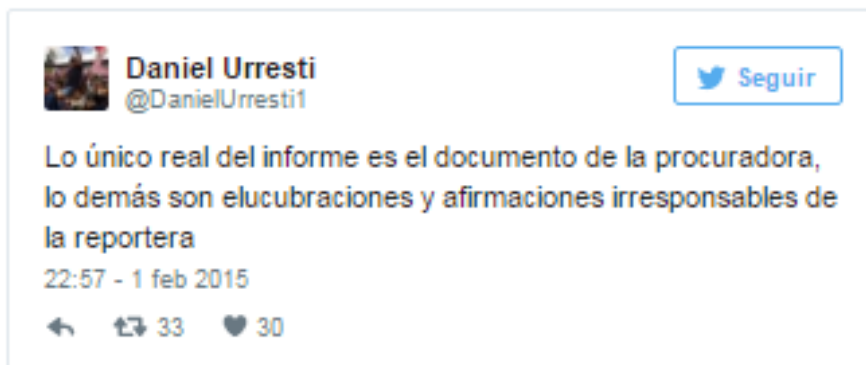 Daniel Urresti
@DanielUrresti1
Seguir
Lo único real del informe es el documento de la procuradora,
lo demás son elucubraciones y afirmaciones irresponsables de
la reportera
22:57 - 1 feb 2015
33 30